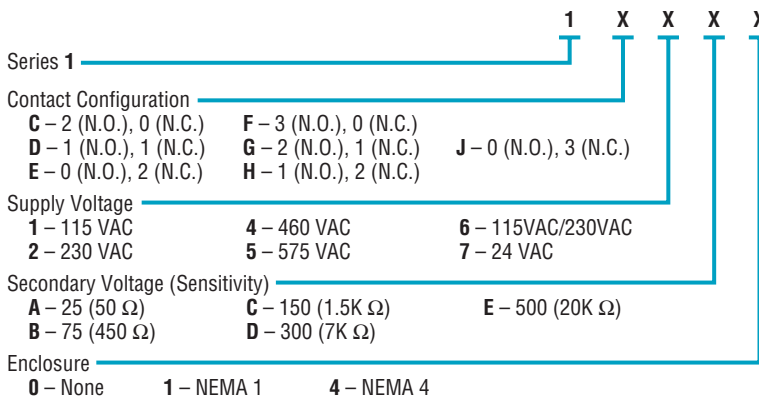 1 X X X X
Series 1
Contact Configuration
C – 2 (N.O.), 0 (N.C.) F – 3 (N.O.), 0 (N.C.)
D – 1 (N.O.), 1 (N.C.) G – 2 (N.O.), 1 (N.C.) J – 0 (N.O.), 3 (N.C.)
E – 0 (N.O.), 2 (N.C.) H – 1 (N.O.), 2 (N.C.)
Supply Voltage
1 – 115 VAC 4 – 460 VAC 6 – 115VAC/230VAC
2 – 230 VAC 5 – 575 VAC 7 – 24 VAC
Secondary Voltage (Sensitivity)
A – 25 (50 Ω) C – 150 (1.5K Ω) E – 500 (20K Ω)
B – 75 (450 Ω) D – 300 (7K Ω)
Enclosure
0 – None 1 – NEMA 1 4 – NEMA 4